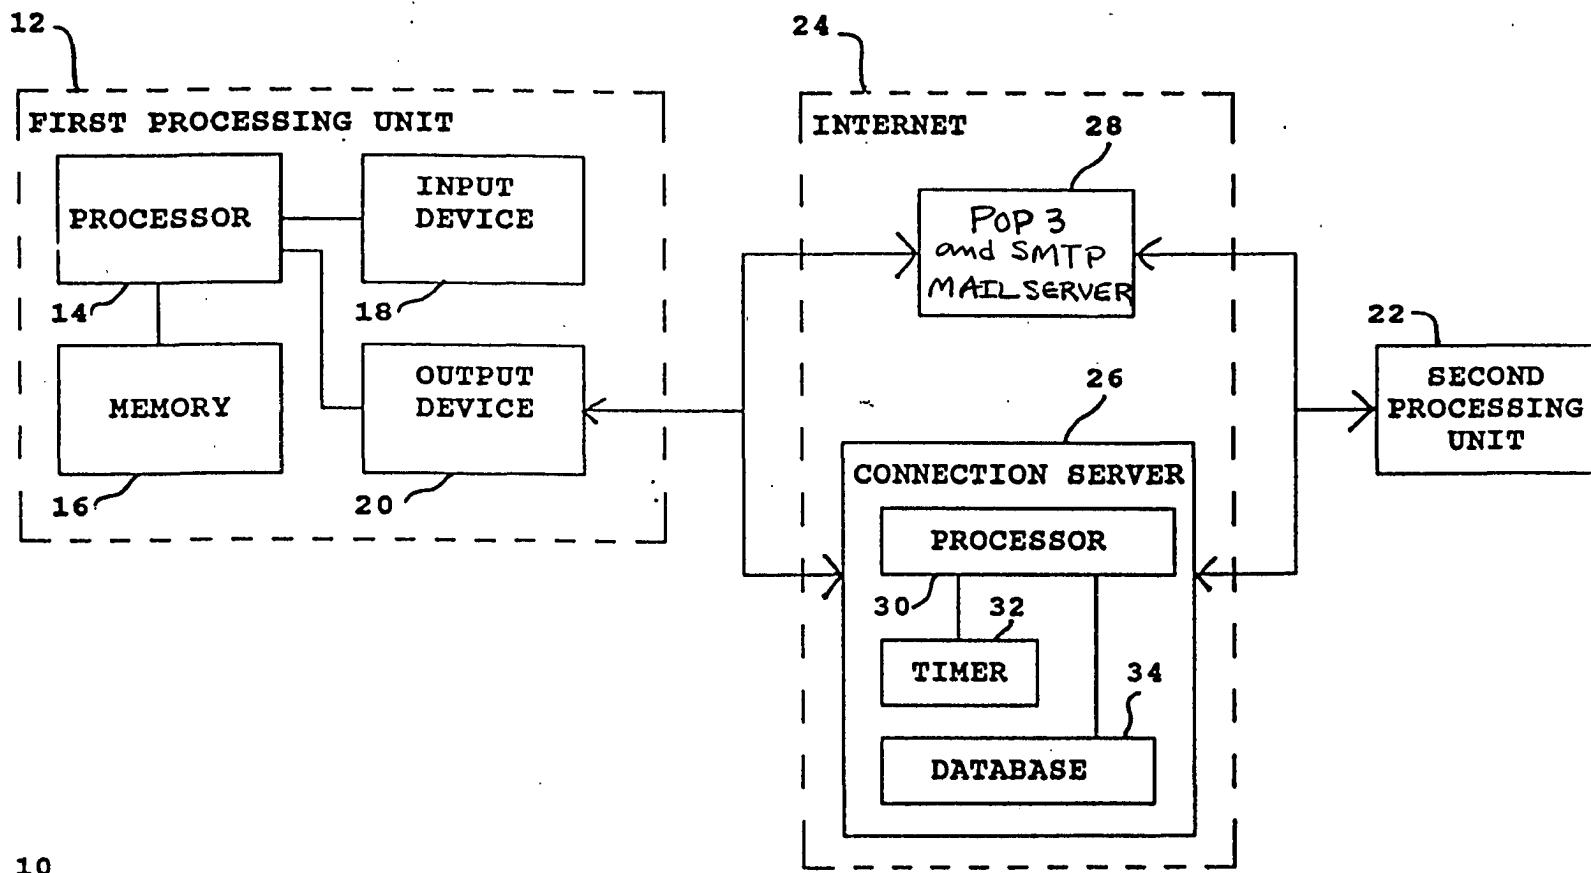 12
FIRST PROCESSING UNIT
PROCESSOR
14
INPUT
DEVICE
18
MEMORY
16
OUTPUT
DEVICE
20
24
INTERNET
28
POP 3
and SMTP
MAIL SERVER
26
CONNECTION SERVER
PROCESSOR
30
32
TIMER
34
DATABASE
22
SECOND
PROCESSING
UNIT
10